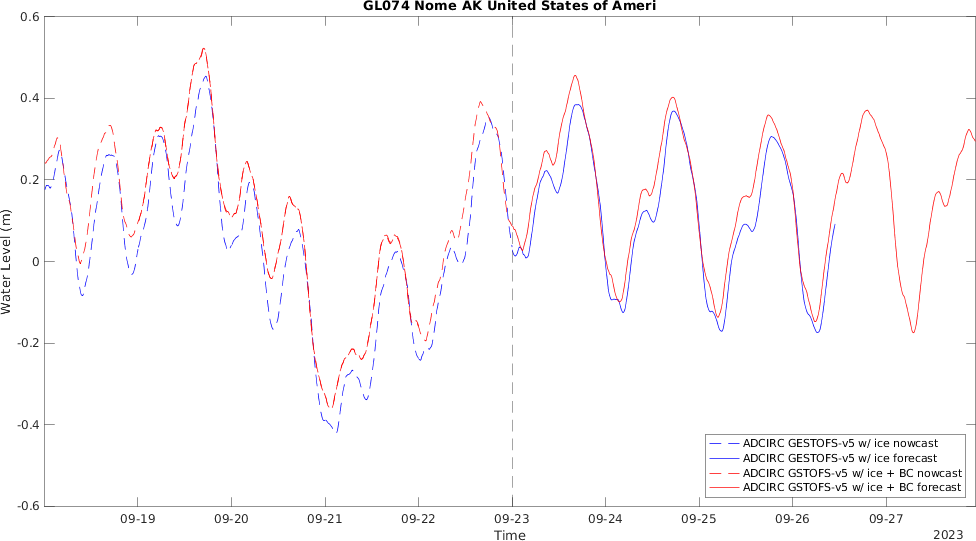 GL074 Nome AK United States of Ameri
0.6
0.4
0.2
0
-0.2
-0.4
-0.6
Water Level (m)
ADCIRC GESTOFS-v5 w/ ice nowcast
ADCIRC GESTOFS-v5 w/ ice forecast
ADCIRC GSTOFS-v5 w/ ice + BC nowcast
ADCIRC GSTOFS-v5 w/ ice + BC forecast
09-19 09-20 09-21 09-22 09-23 09-24 09-25 09-26 09-27
Time
2023